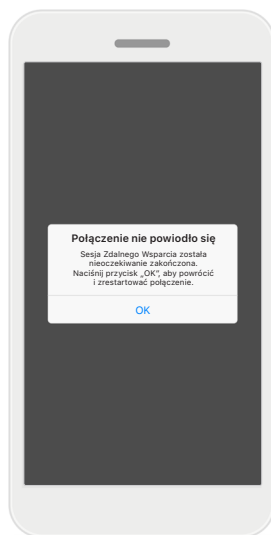 Połączenie nie powiodło się
Sesja Zdalnego Wsparcia została
nieoczekiwanie zakończona.
Naciśnij przycisk „OK”, aby powrócić
i zrestartować połączenie.
OK